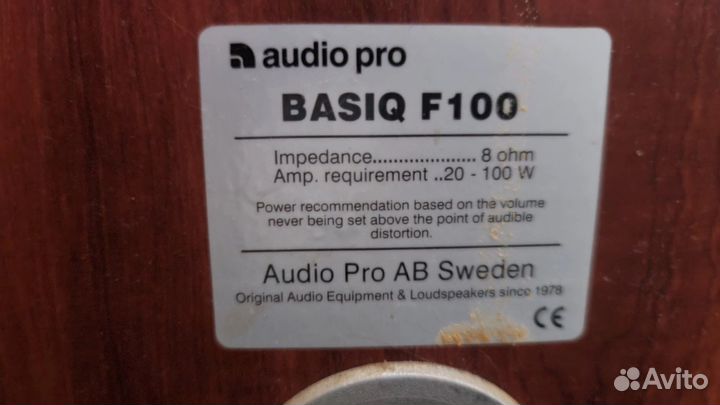 audio pro
BASIQ F100
Impedance.................... 8 ohm
Amp. requirement ..20 - 100 W
Power recommendation based on the volume
never being set above the point of audible
distortion.
Audio Pro AB Sweden
Original Audio Equipment & Loudspeakers since 1978
CE
Avito